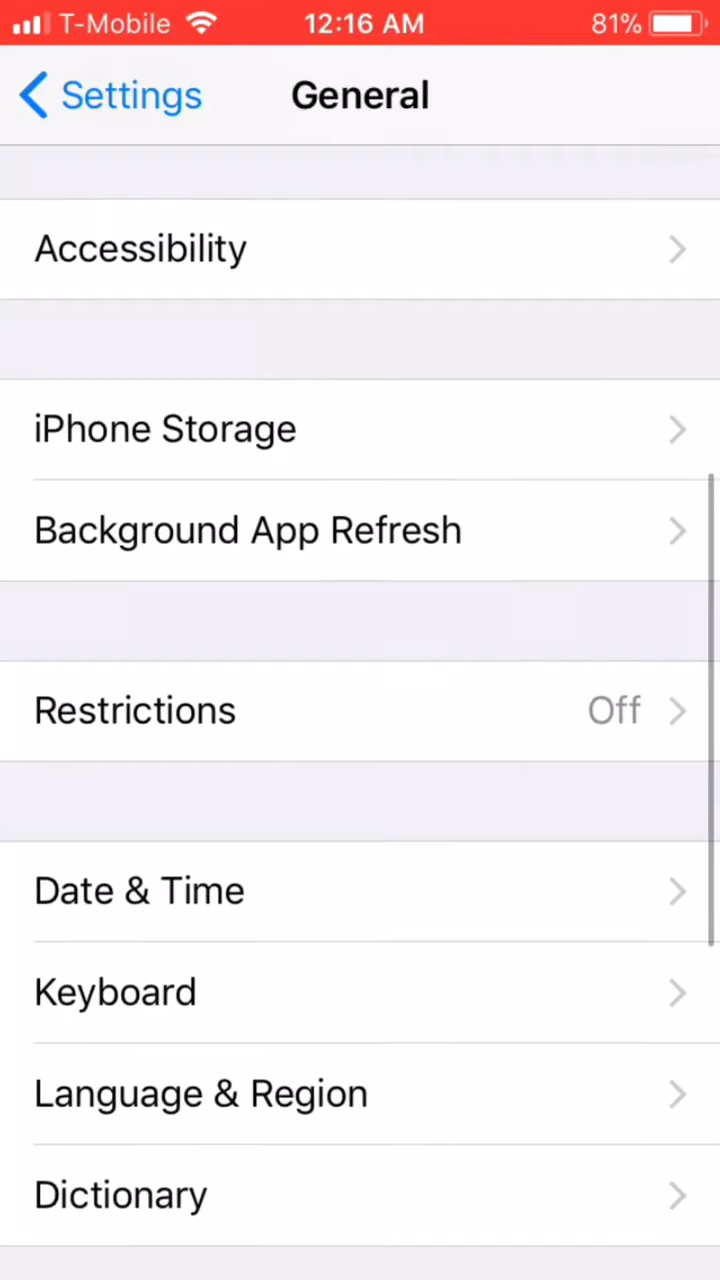 T-Mobile 12:16 AM 81%
Settings General
Accessibility
iPhone Storage
Background App Refresh
Restrictions Off
Date & Time
Keyboard
Language & Region
Dictionary